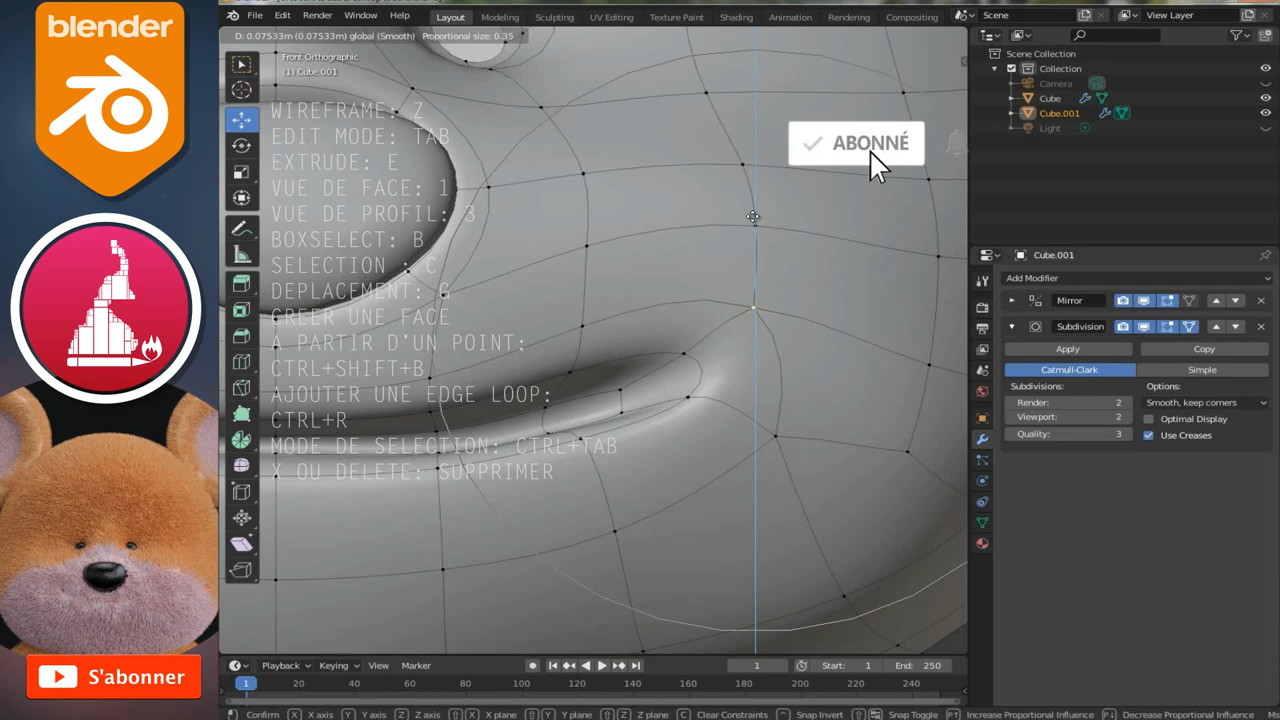 blender
S'abonner
File Edit Render Window Help
Layout Modeling Sculpting UV Editing Texture Paint Shading Animation Rendering Compositing
Scene
View Layer
D: 0.07533m (0.07533m) global (Smooth) Proportional size: 0.35
Front Orthographic
(1) Cube.001
WIREFRAME: Z
EDIT MODE: TAB
EXTRUDE: E
VUE DE FACE: 1
VUE DE PROFIL: 3
BOXSELECT: B
SELECTION : C
DEPLACEMENT: G
CREER UNE FACE
A PARTIR D'UN POINT:
CTRL+SHIFT+B
AJOUTER UNE EDGE LOOP:
CTRL+R
MODE DE SELECTION: CTRL+TAB
X OU DELETE: SUPPRIMER
ABONNÉ
Scene Collection
Collection
Camera
Cube
Cube.001
Light
Cube.001
Add Modifier
Mirror
Subdivision
Apply Copy
Catmull-Clark Simple
Subdivisions: Options:
Render: 2 Smooth, keep corners
Viewport: 2 Optimal Display
Quality: 3 Use Creases
Playback Keying View Marker
1 Start: 1 End: 250
1 20 40 60 80 100 120 140 160 180 200 220 240
Confirm X X axis Y Y axis Z Z axis X X plane Y Y plane Z Z plane C Clear Constraints Snap Invert Snap Toggle Increase Proportional Influence Decrease Proportional Influence Move